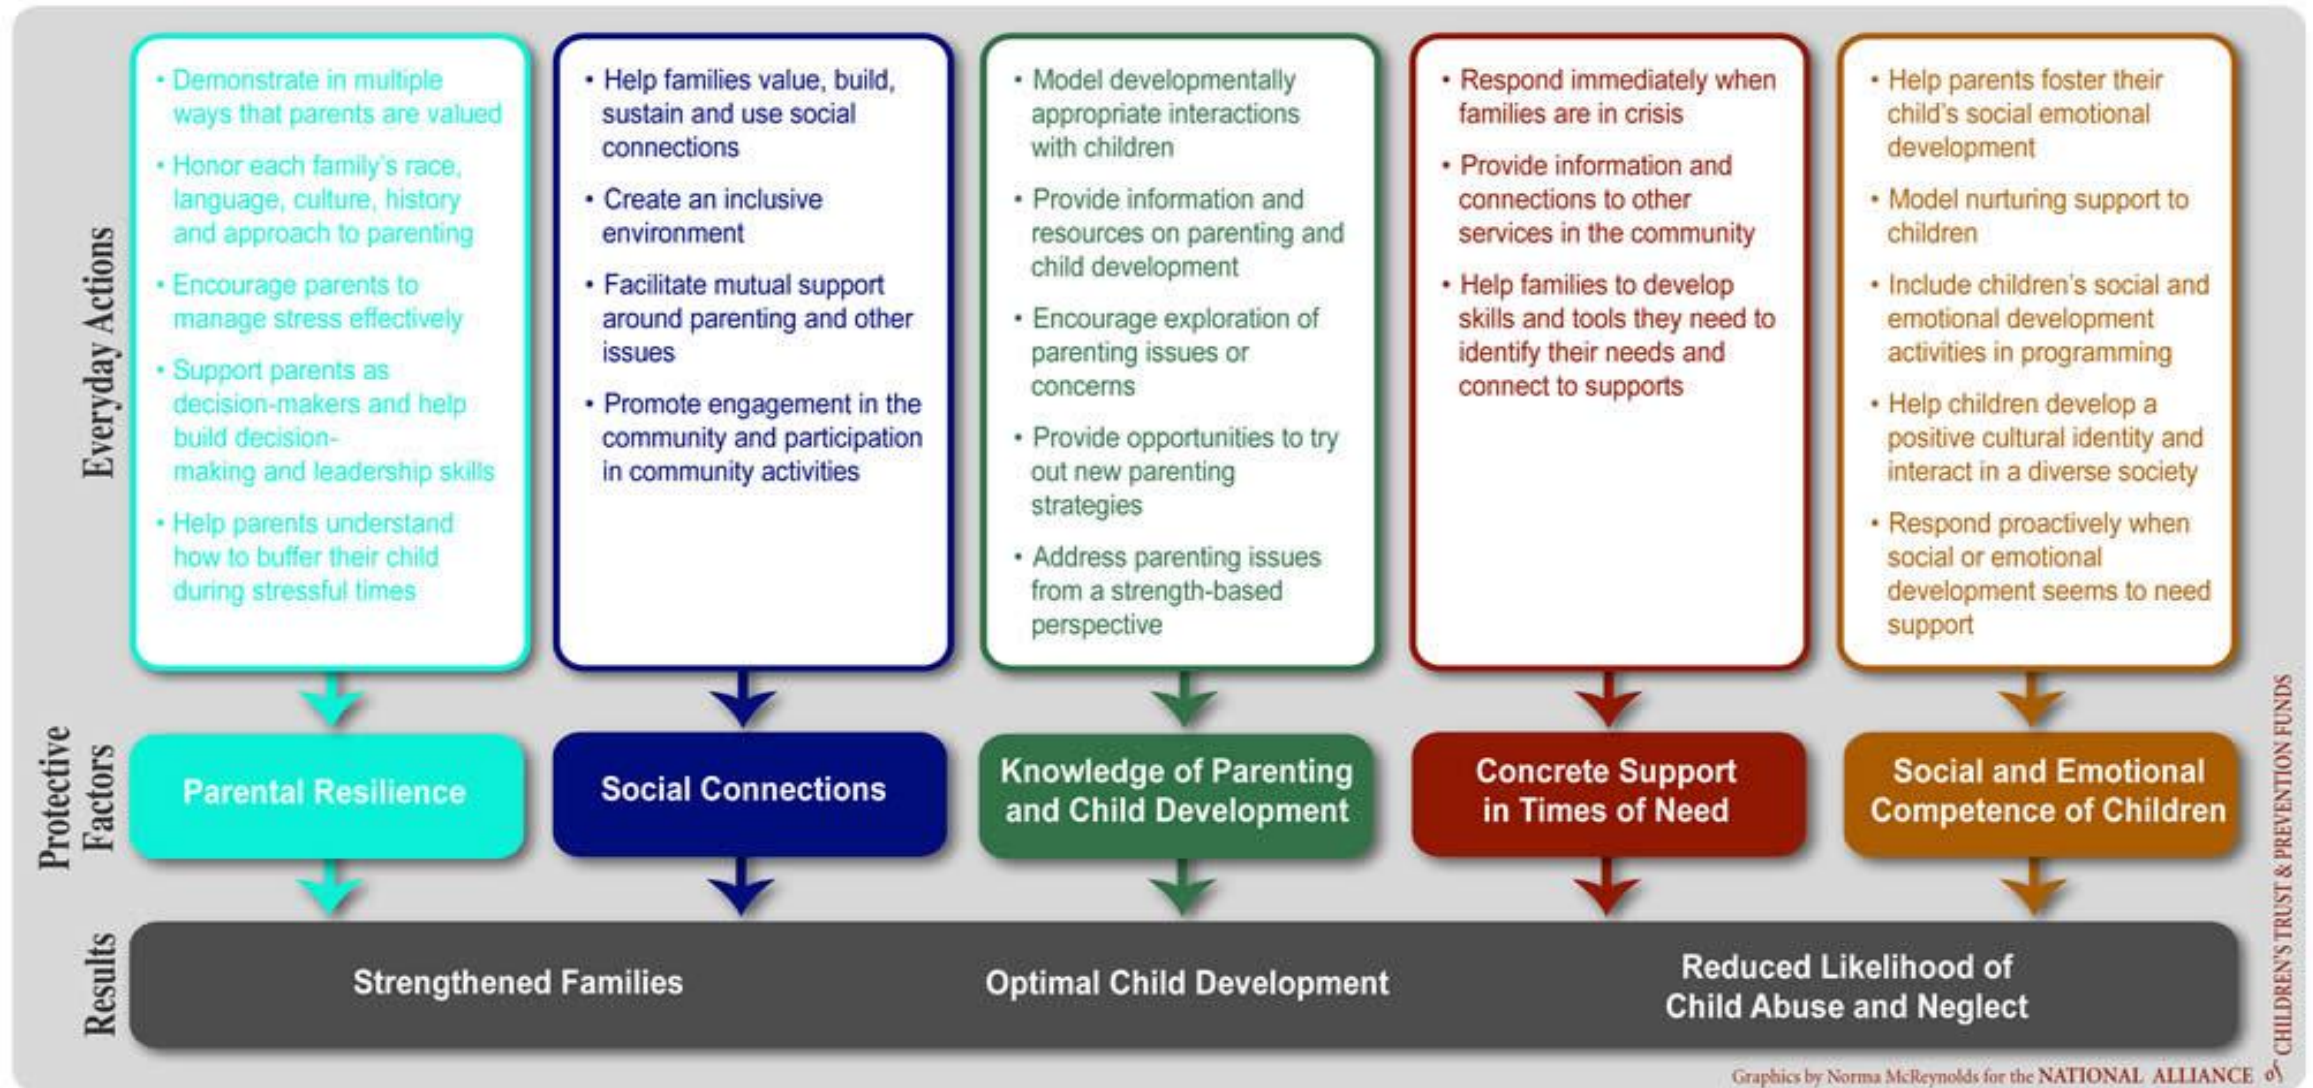 Everyday Actions
• Demonstrate in multiple
ways that parents are valued
• Honor each family's race,
language, culture, history
and approach to parenting
• Encourage parents to
manage stress effectively
• Support parents as
decision-makers and help
build decision-
making and leadership skills
• Help parents understand
how to buffer their child
during stressful times
• Help families value, build,
sustain and use social
connections
• Create an inclusive
environment
• Facilitate mutual support
around parenting and other
issues
• Promote engagement in the
community and participation
in community activities
• Model developmentally
appropriate interactions
with children
• Provide information and
resources on parenting and
child development
• Encourage exploration of
parenting issues or
concerns
• Provide opportunities to try
out new parenting
strategies
• Address parenting issues
from a strength-based
perspective
• Respond immediately when
families are in crisis
• Provide information and
connections to other
services in the community
• Help families to develop
skills and tools they need to
identify their needs and
connect to supports
• Help parents foster their
child's social emotional
development
• Model nurturing support to
children
• Include children's social and
emotional development
activities in programming
• Help children develop a
positive cultural identity and
interact in a diverse society
• Respond proactively when
social or emotional
development seems to need
support
Protective
Factors
Parental Resilience
Social Connections
Knowledge of Parenting
and Child Development
Concrete Support
in Times of Need
Social and Emotional
Competence of Children
Results
Strengthened Families
Optimal Child Development
Reduced Likelihood of
Child Abuse and Neglect
Graphics by Norma McReynolds for the NATIONAL ALLIANCE of
CHILDREN'S TRUST & PREVENTION FUNDS